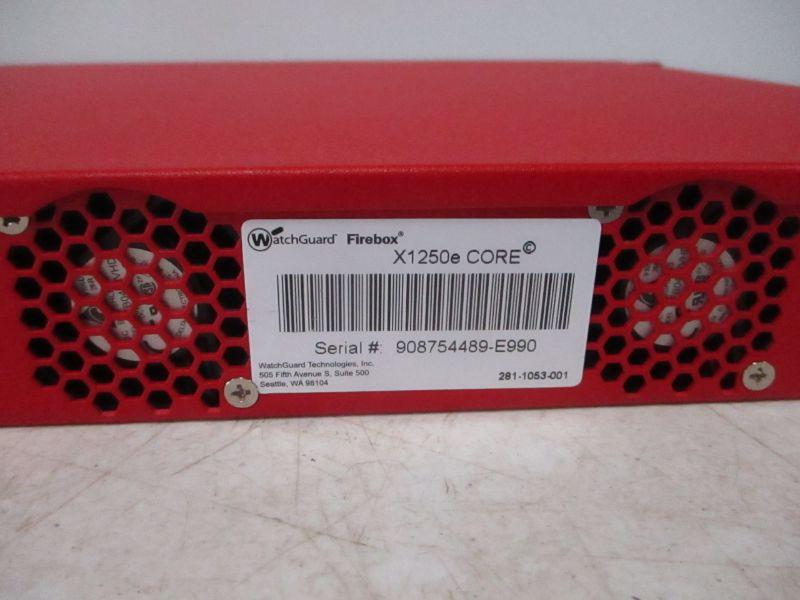 WatchGuard® Firebox®
X1250e CORE©
Serial #: 908754489-E990
WatchGuard Technologies, Inc.
505 Fifth Avenue S, Suite 500
Seattle, WA 98104
281-1053-001